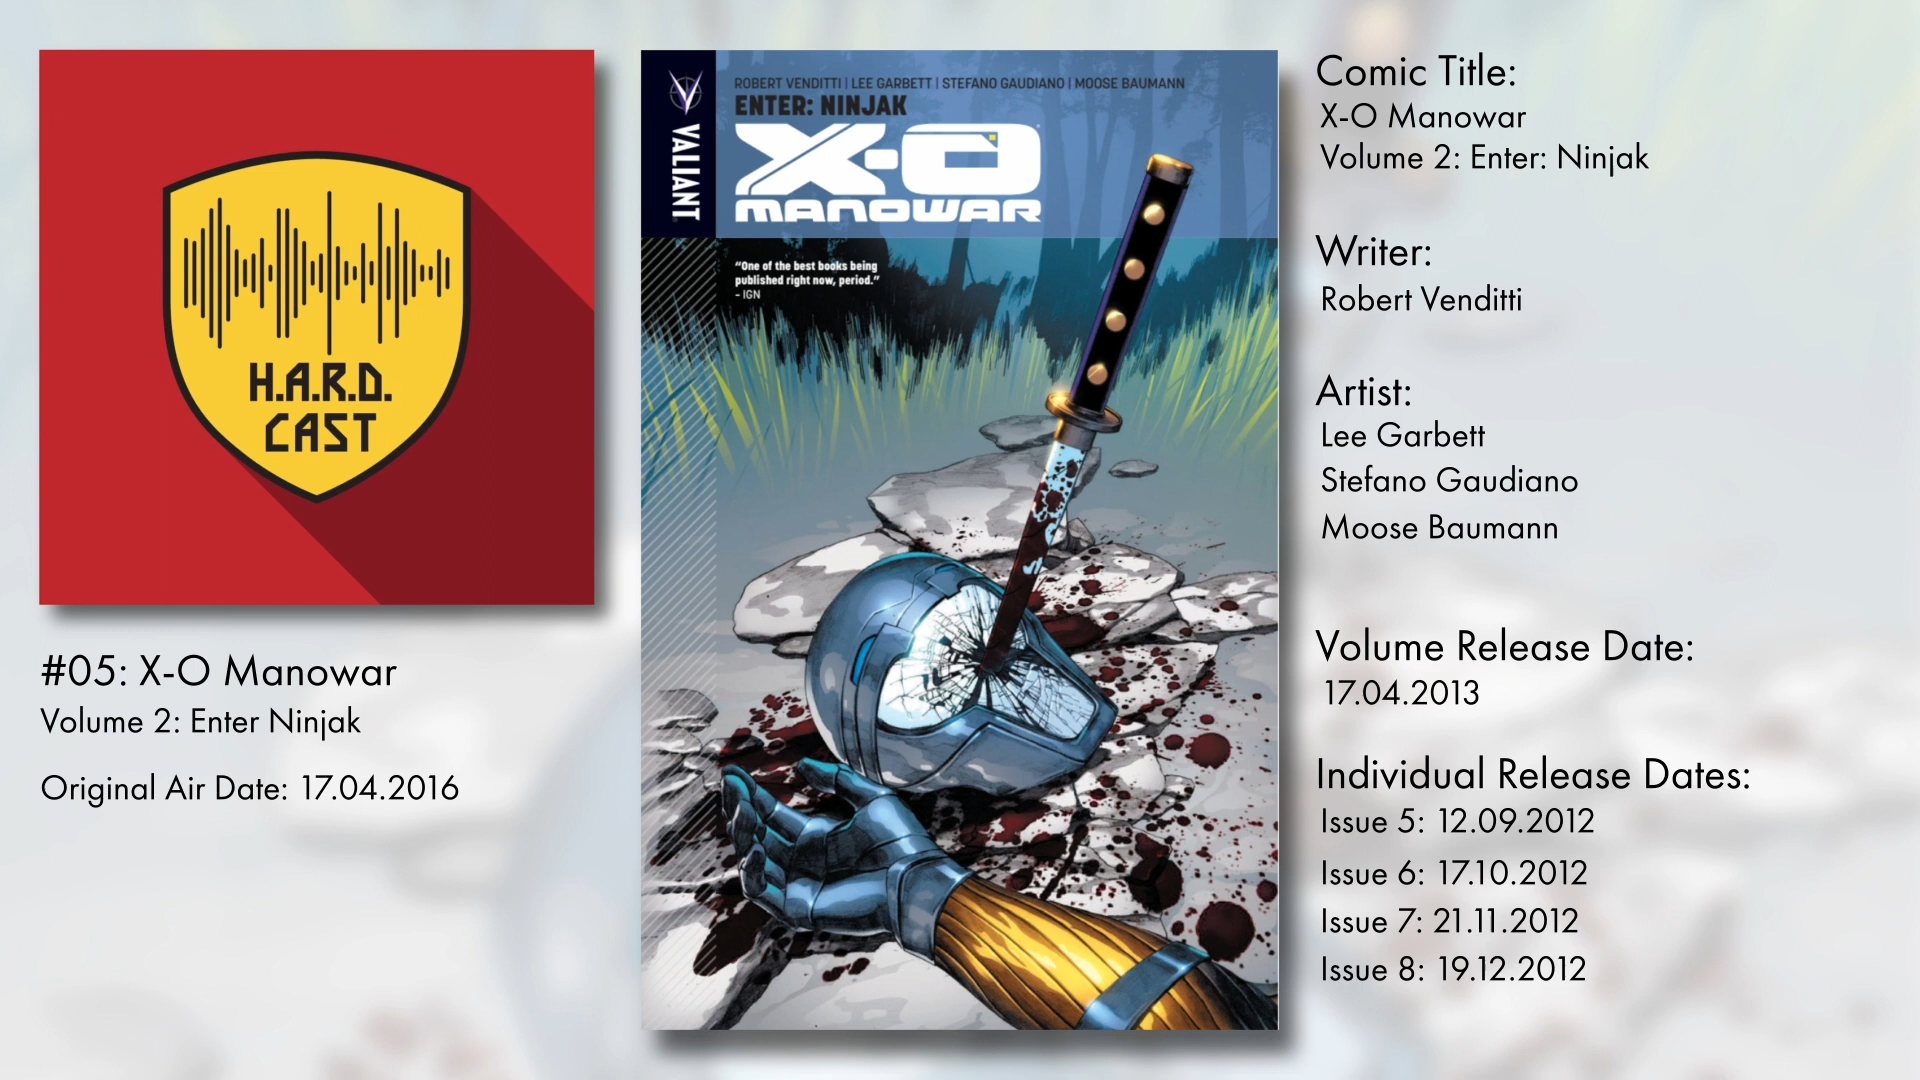 H.A.R.D.
CAST
#05: X-O Manowar
Volume 2: Enter Ninjak
Original Air Date: 17.04.2016
VALIANT
ROBERT VENDITTI | LEE GARBETT | STEFANO GAUDIANO | MOOSE BAUMANN
ENTER: NINJAK
X-O
MANOWAR
“One of the best books being
published right now, period.”
- IGN
Comic Title:
X-O Manowar
Volume 2: Enter: Ninjak
Writer:
Robert Venditti
Artist:
Lee Garbett
Stefano Gaudiano
Moose Baumann
Volume Release Date:
17.04.2013
Individual Release Dates:
Issue 5: 12.09.2012
Issue 6: 17.10.2012
Issue 7: 21.11.2012
Issue 8: 19.12.2012